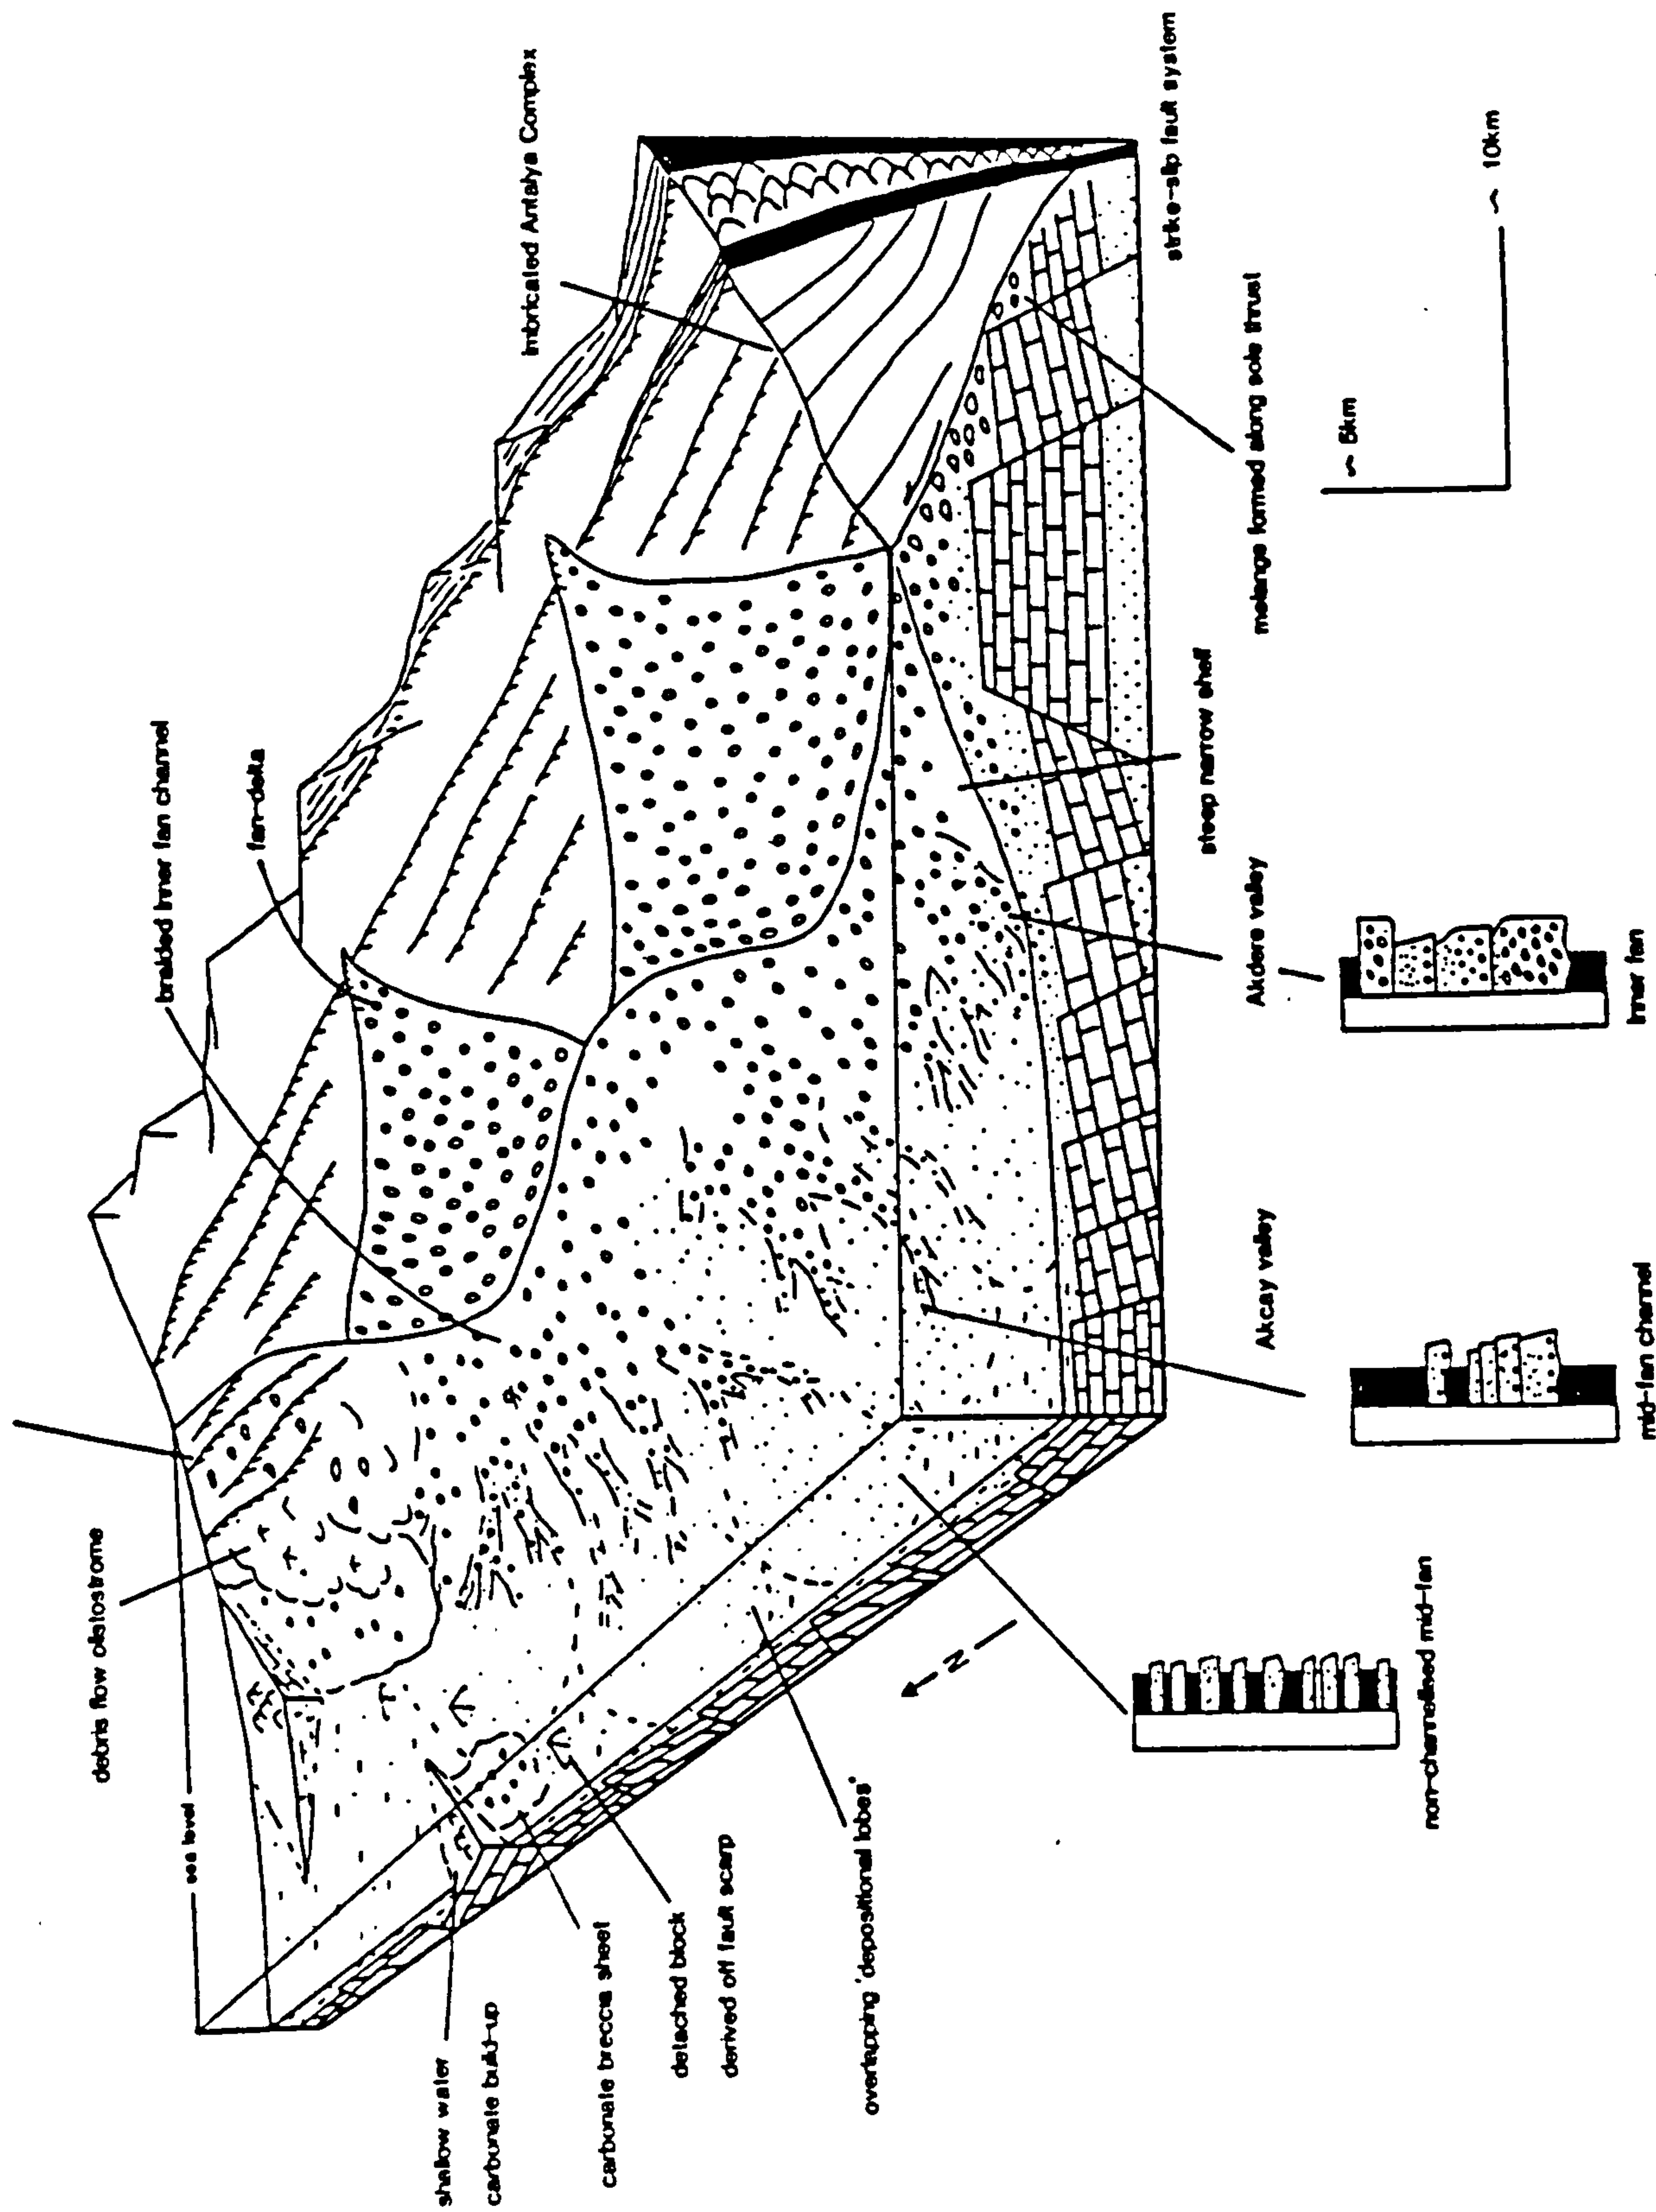 imbricated Antalya Complex
braided inner fan channel
fan-delta
debris flow olistostrome
sea level
shallow water
carbonate build-up
carbonate breccia sheet
detached block
derived off fault scarp
overlapping 'depositional lobes'
N
non-channelised mid-fan
Akcay valley
mid-fan channel
Akdere valley
inner fan
steep narrow shelf
melange formed along sole thrust
strike-slip fault system
~ 5km
~ 10km